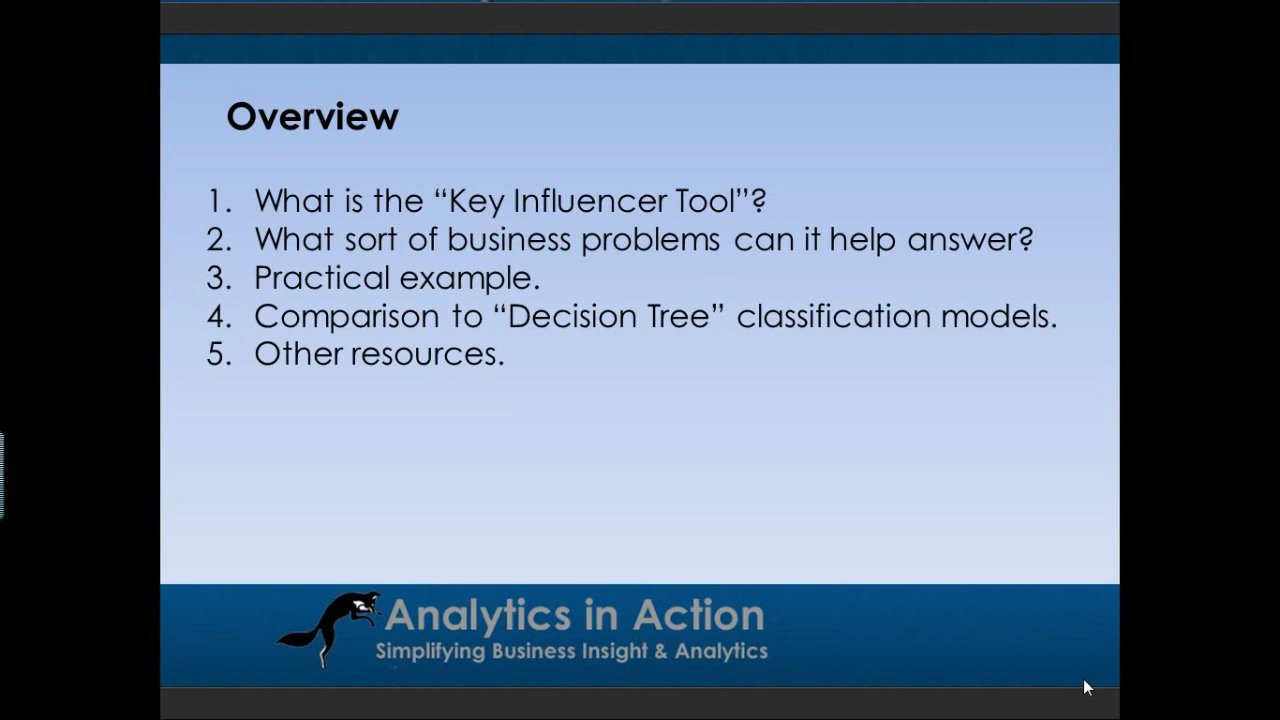 Overview
1. What is the “Key Influencer Tool”?
2. What sort of business problems can it help answer?
3. Practical example.
4. Comparison to “Decision Tree” classification models.
5. Other resources.
Analytics in Action
Simplifying Business Insight & Analytics